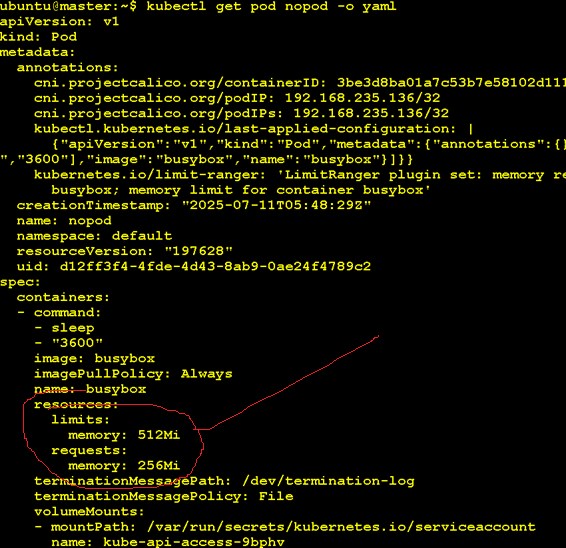 ubuntu@master:~$ kubectl get pod nopod -o yaml
apiVersion: v1
kind: Pod
metadata:
  annotations:
    cni.projectcalico.org/containerID: 3be3d8ba01a7c53b7e58102d111
    cni.projectcalico.org/podIP: 192.168.235.136/32
    cni.projectcalico.org/podIPs: 192.168.235.136/32
    kubectl.kubernetes.io/last-applied-configuration: |
      {"apiVersion":"v1","kind":"Pod","metadata":{"annotations":{}
","3600"],"image":"busybox","name":"busybox"}]}}
    kubernetes.io/limit-ranger: 'LimitRanger plugin set: memory re
      busybox; memory limit for container busybox'
  creationTimestamp: "2025-07-11T05:48:29Z"
  name: nopod
  namespace: default
  resourceVersion: "197628"
  uid: d12ff3f4-4fde-4d43-8ab9-0ae24f4789c2
spec:
  containers:
  - command:
    - sleep
    - "3600"
    image: busybox
    imagePullPolicy: Always
    name: busybox
    resources:
      limits:
        memory: 512Mi
      requests:
        memory: 256Mi
    terminationMessagePath: /dev/termination-log
    terminationMessagePolicy: File
    volumeMounts:
    - mountPath: /var/run/secrets/kubernetes.io/serviceaccount
      name: kube-api-access-9bphv